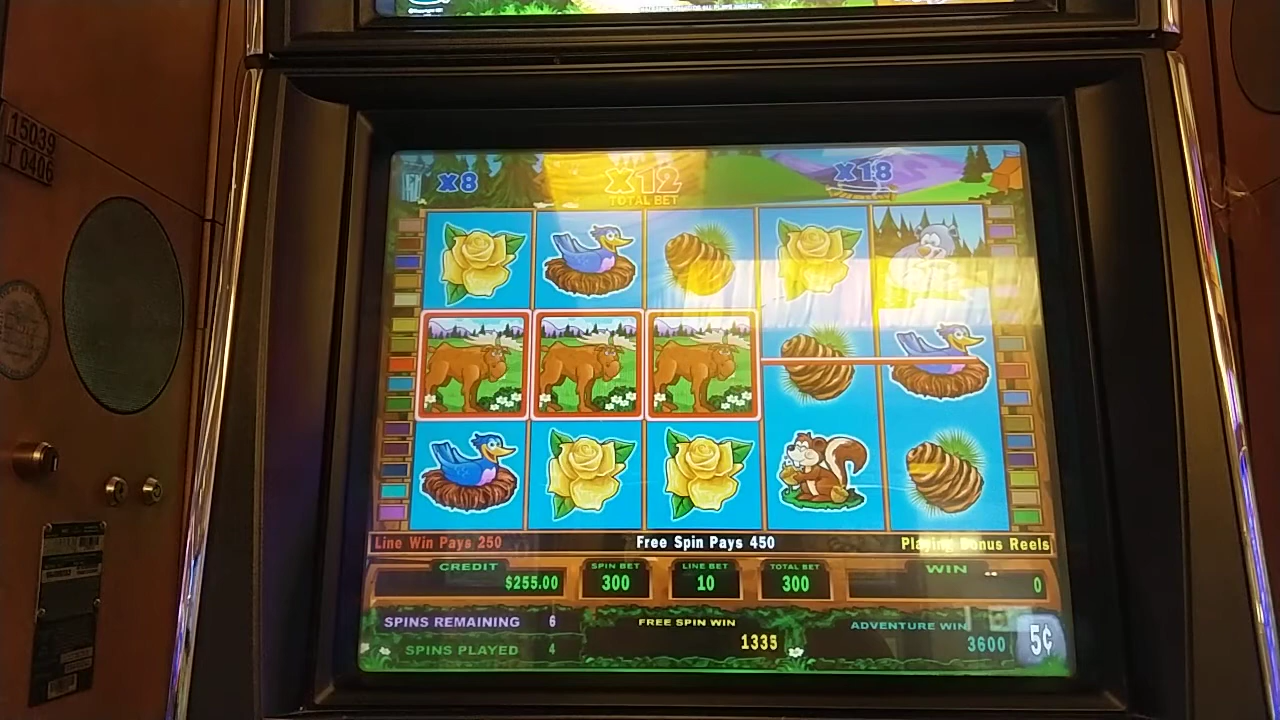 15039
T 0406
X8
X12
TOTAL BET
X18
Line Win Pays 250
Free Spin Pays 450
Playing Bonus Reels
CREDIT
$255.00
SPIN BET
300
LINE BET
10
TOTAL BET
300
WIN
0
SPINS REMAINING 6
SPINS PLAYED 4
FREE SPIN WIN
1335
ADVENTURE WIN
3600
5¢